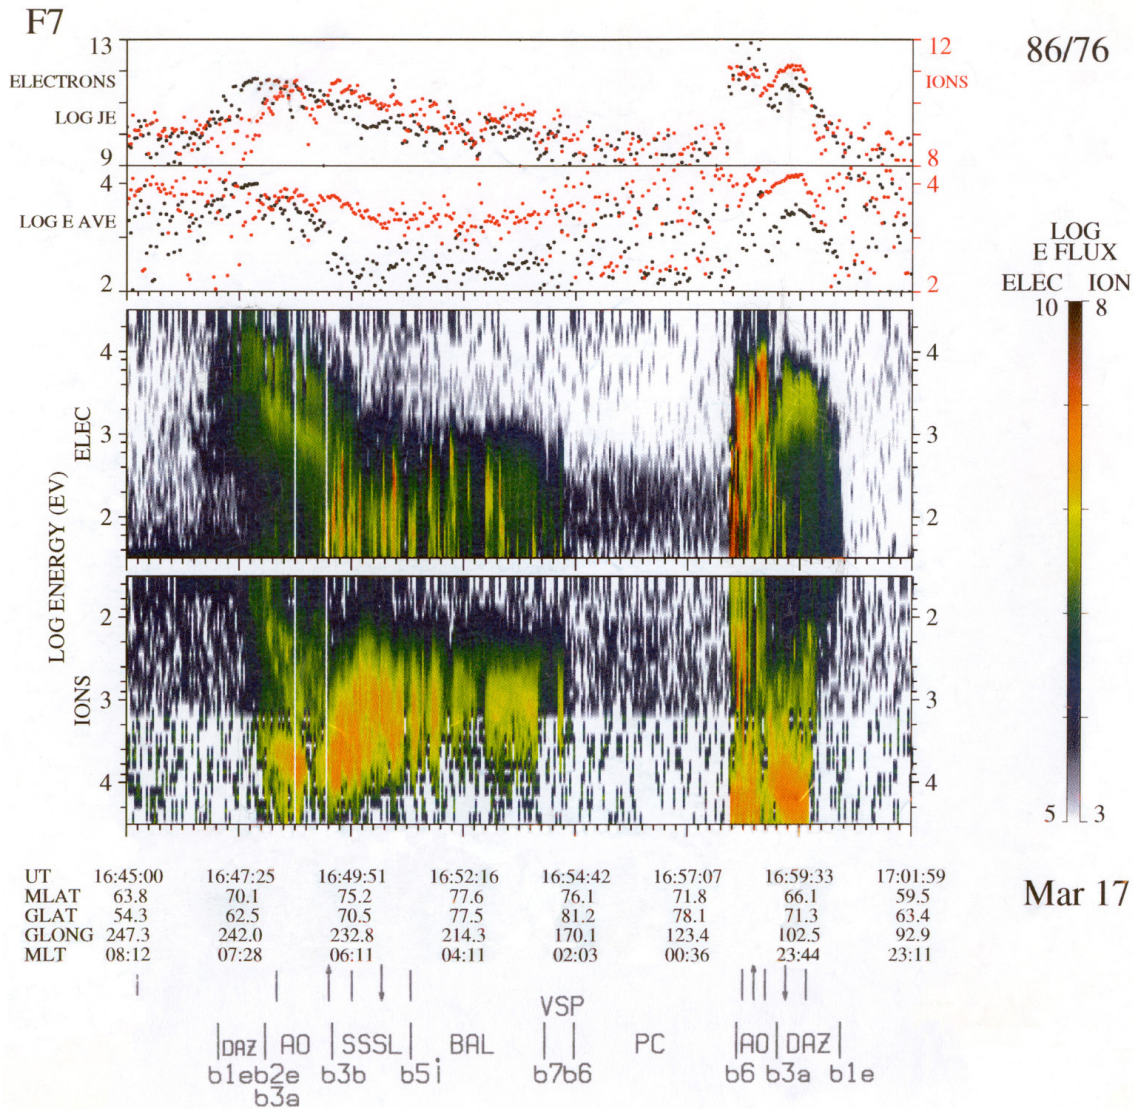 F7
86/76
13
12
ELECTRONS
IONS
LOG JE
9
8
4
4
LOG E AVE
2
2
LOG
E FLUX
ELEC ION
10 8
4
3
2
ELEC
LOG ENERGY (EV)
2
3
4
IONS
5 3
UT 16:45:00 16:47:25 16:49:51 16:52:16 16:54:42 16:57:07 16:59:33 17:01:59
MLAT 63.8 70.1 75.2 77.6 76.1 71.8 66.1 59.5
GLAT 54.3 62.5 70.5 77.5 81.2 78.1 71.3 63.4
GLONG 247.3 242.0 232.8 214.3 170.1 123.4 102.5 92.9
MLT 08:12 07:28 06:11 04:11 02:03 00:36 23:44 23:11
Mar 17
i
VSP
DAZ AO SSSL BAL PC AO DAZ
b1e b2e b3b b5i b7 b6 b6 b3a b1e
b3a